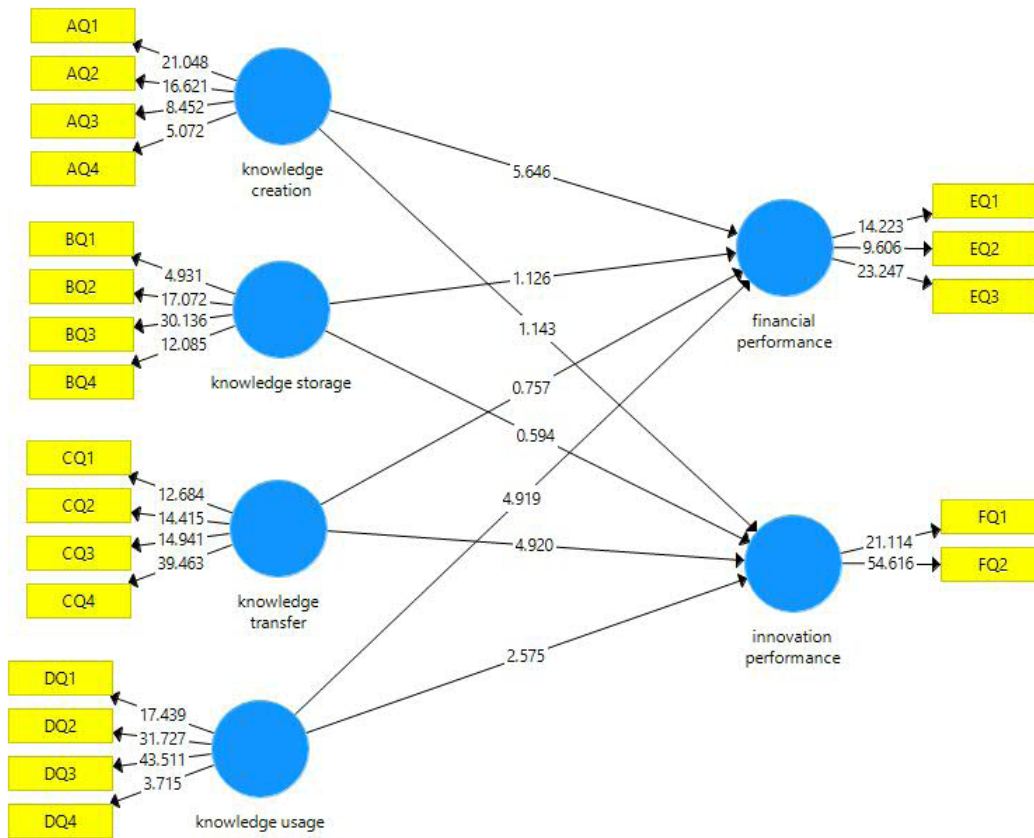 AQ1
AQ2
AQ3
AQ4
21.048
16.621
8.452
5.072
knowledge
creation
BQ1
BQ2
BQ3
BQ4
4.931
17.072
30.136
12.085
knowledge storage
CQ1
CQ2
CQ3
CQ4
12.684
14.415
14.941
39.463
knowledge
transfer
DQ1
DQ2
DQ3
DQ4
17.439
31.727
43.511
3.715
knowledge usage
5.646
1.126
1.143
0.757
0.594
4.919
4.920
2.575
financial
performance
14.223
9.606
23.247
EQ1
EQ2
EQ3
innovation
performance
21.114
54.616
FQ1
FQ2